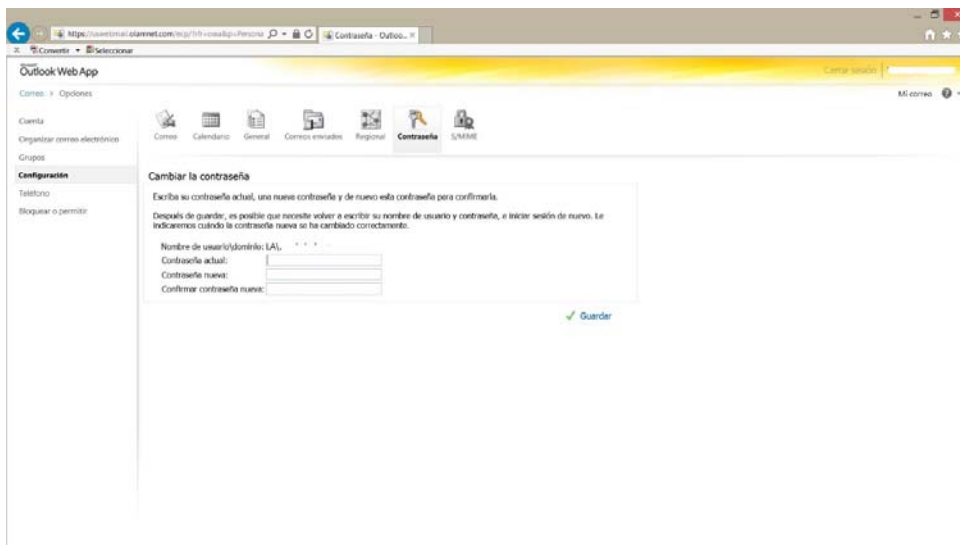 Contraseña - Outloo...
x Convertir Seleccionar
Outlook Web App
Cerrar sesión
Correo > Opciones
Mi correo
Cuenta
Organizar correo electrónico
Grupos
Configuración
Teléfono
Bloquear o permitir
Correo Calendario General Correos enviados Regional Contraseña S/MIME
Cambiar la contraseña
Escriba su contraseña actual, una nueva contraseña y de nuevo esta contraseña para confirmarla.
Después de guardar, es posible que necesite volver a escribir su nombre de usuario y contraseña, e iniciar sesión de nuevo. Le
indicaremos cuándo la contraseña nueva se ha cambiado correctamente.
Nombre de usuario\dominio: LA\
Contraseña actual:
Contraseña nueva:
Confirmar contraseña nueva:
Guardar